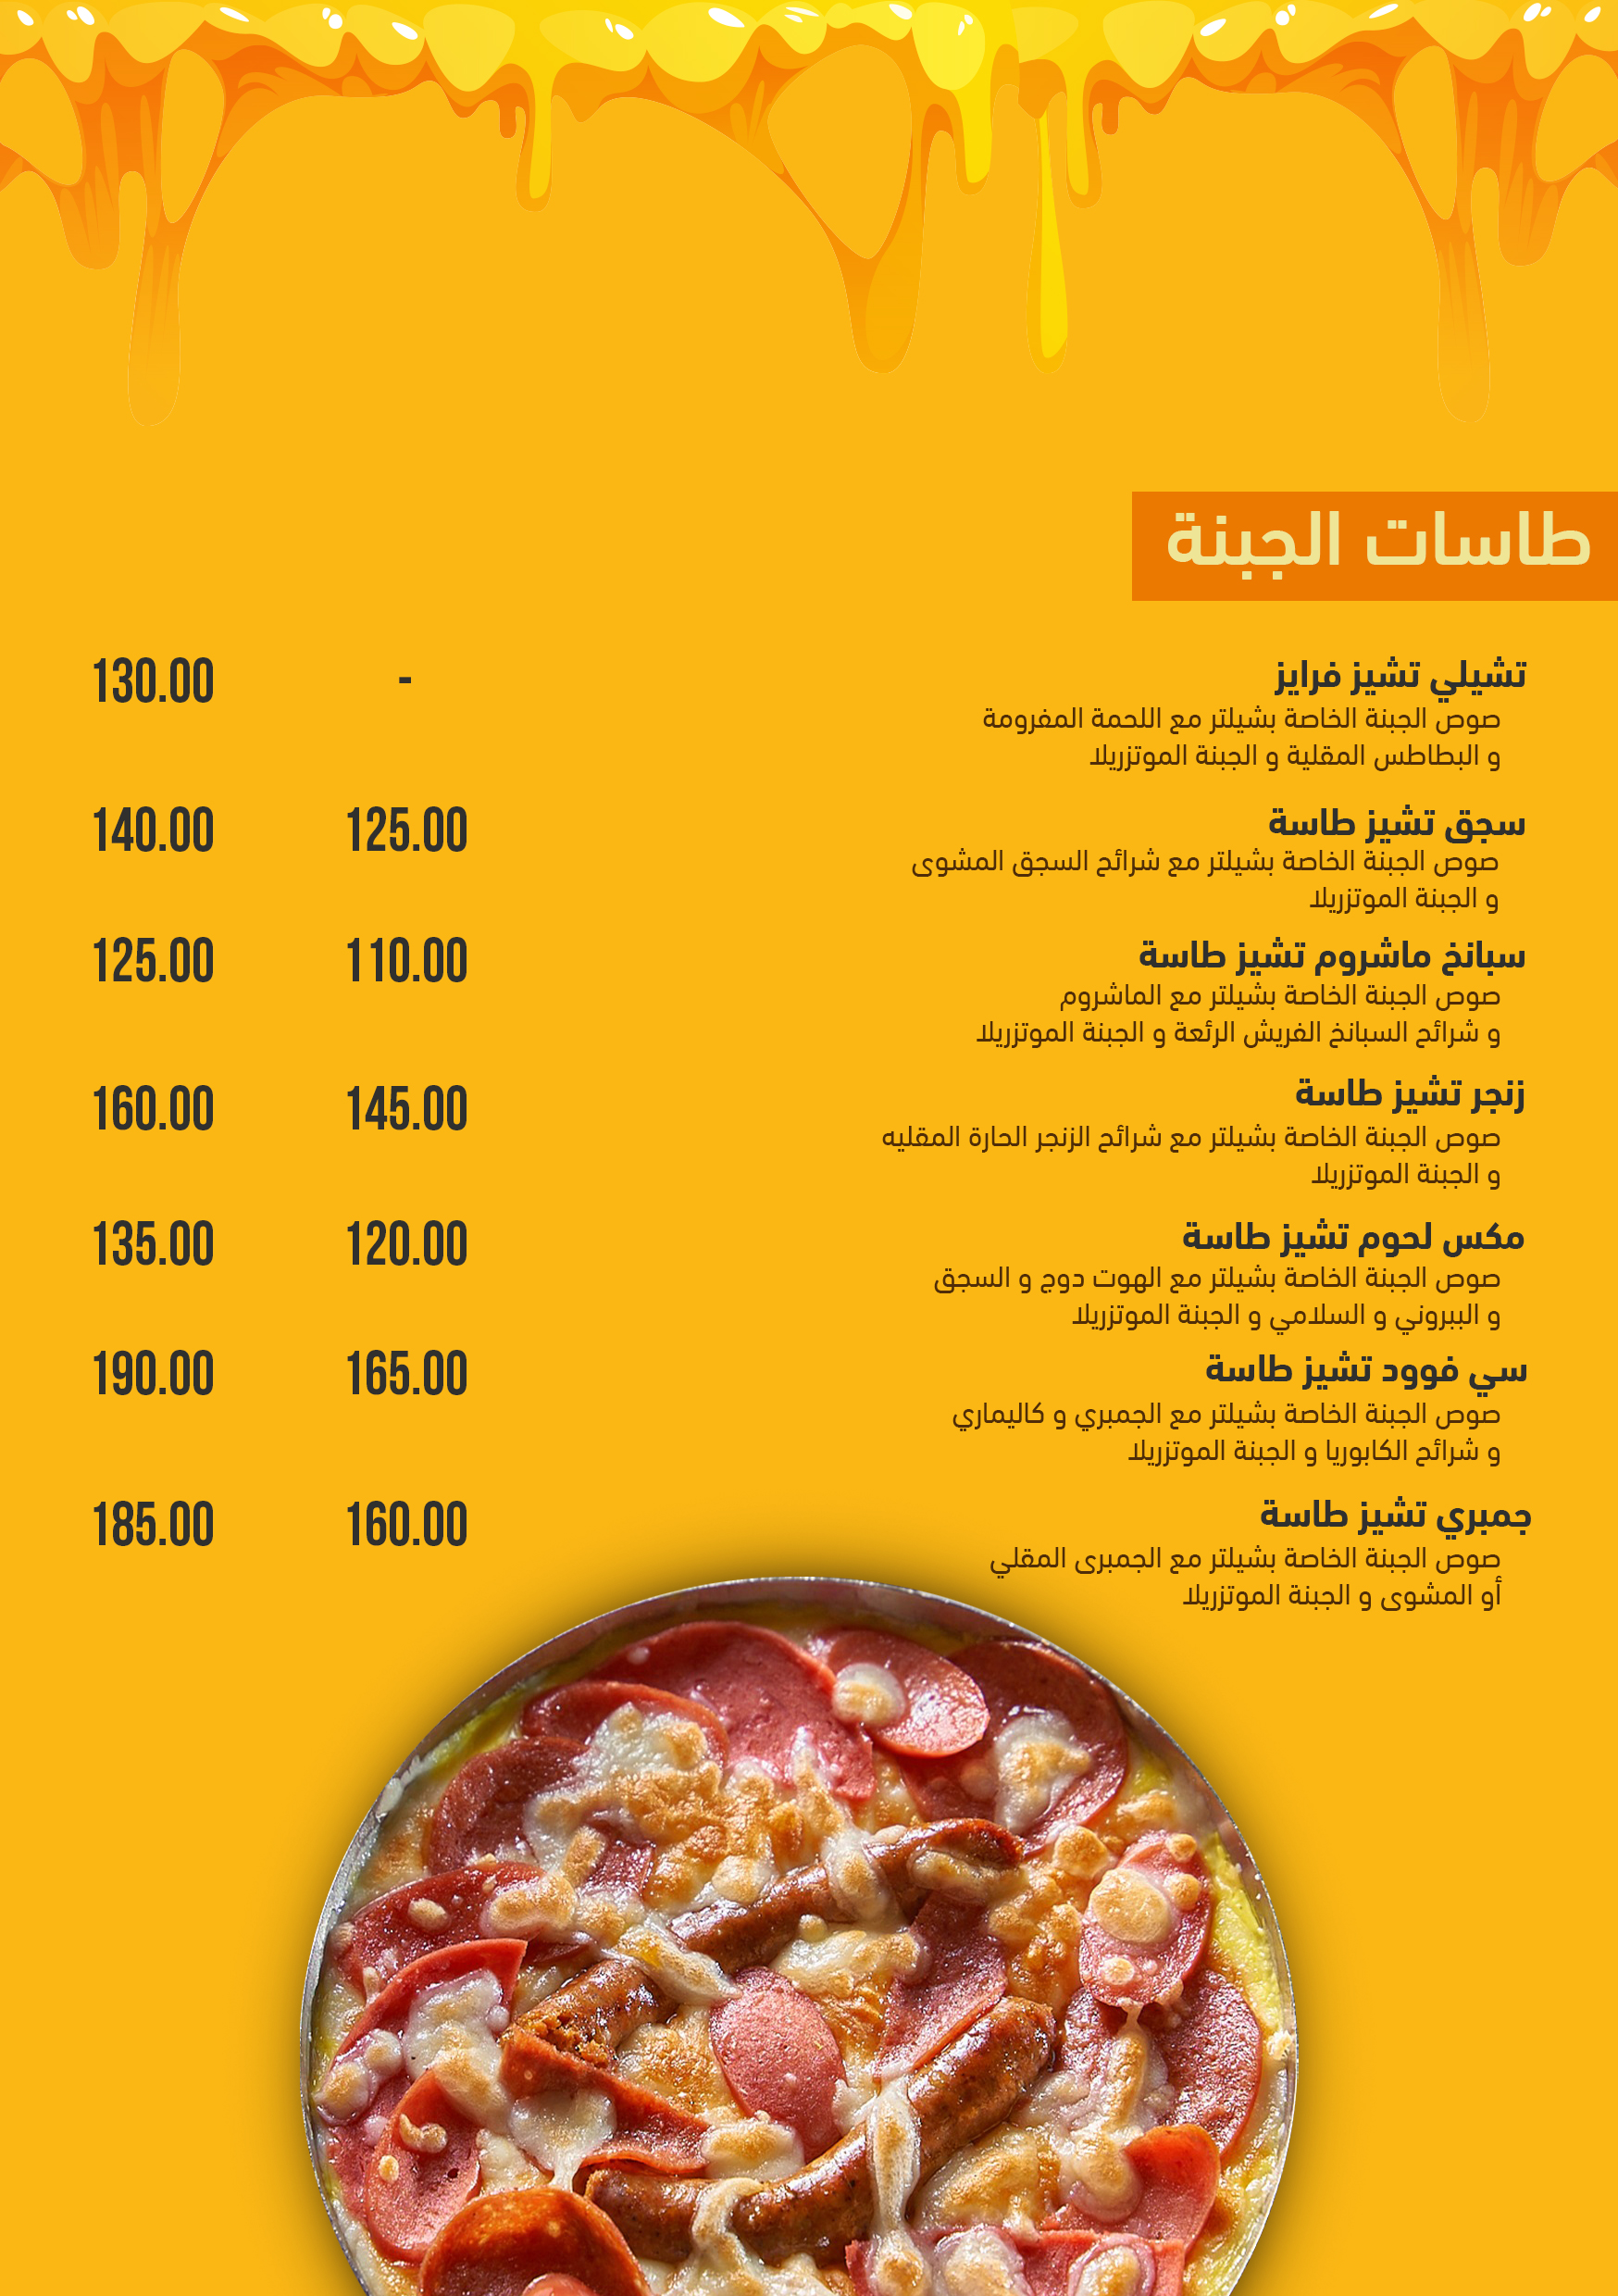 طاسات الجبنة
تشيلي تشيز فرايز - 130.00
صوص الجبنة الخاصة بشيلتر مع اللحمة المفرومة
و البطاطس المقلية و الجبنة الموتزريلا
سجق تشيز طاسة 125.00 140.00
صوص الجبنة الخاصة بشيلتر مع شرائح السجق المشوى
و الجبنة الموتزريلا
سبانخ ماشروم تشيز طاسة 110.00 125.00
صوص الجبنة الخاصة بشيلتر مع الماشروم
و شرائح السبانخ الفريش الرئعة و الجبنة الموتزريلا
زنجر تشيز طاسة 145.00 160.00
صوص الجبنة الخاصة بشيلتر مع شرائح الزنجر الحارة المقليه
و الجبنة الموتزريلا
مكس لحوم تشيز طاسة 120.00 135.00
صوص الجبنة الخاصة بشيلتر مع الهوت دوج و السجق
و الببروني و السلامي و الجبنة الموتزريلا
سي فوود تشيز طاسة 165.00 190.00
صوص الجبنة الخاصة بشيلتر مع الجمبري و كاليماري
و شرائح الكابوريا و الجبنة الموتزريلا
جمبري تشيز طاسة 160.00 185.00
صوص الجبنة الخاصة بشيلتر مع الجمبرى المقلي
أو المشوى و الجبنة الموتزريلا